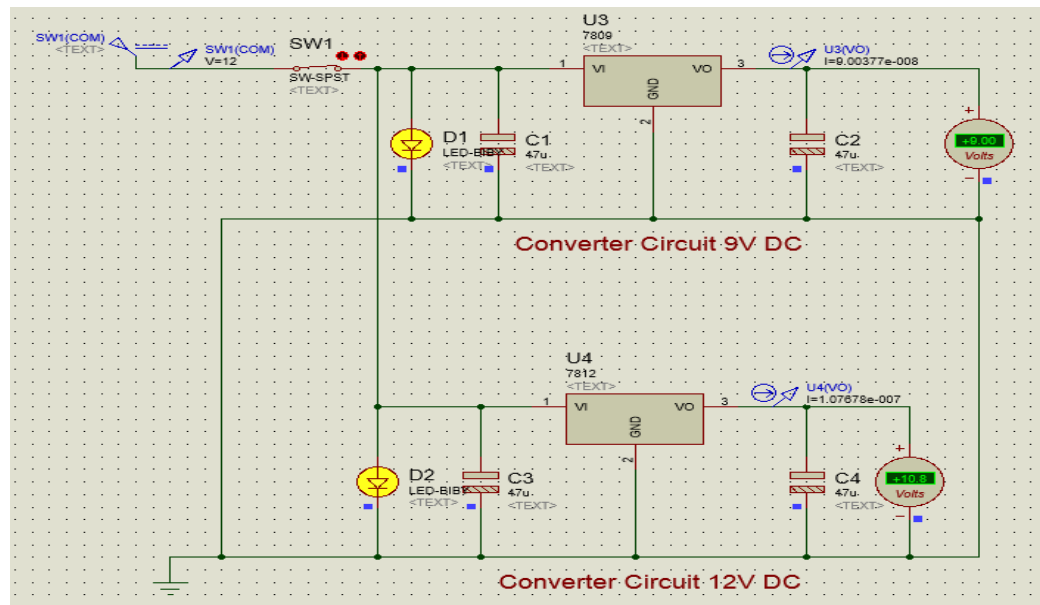 SW1(COM)
<TEXT>
SW1(COM)
V=12
SW1
SW-SPST
<TEXT>
U3
7809
<TEXT>
1
VI
VO
3
GND
2
U3(VO)
I=9.00377e-008
D1
LED-BIBY
<TEXT>
C1
47u
<TEXT>
C2
47u
<TEXT>
+
+9.00
Volts
−
Converter Circuit 9V DC
U4
7812
<TEXT>
1
VI
VO
3
GND
2
U4(VO)
I=1.07678e-007
D2
LED-BIBY
<TEXT>
C3
47u
<TEXT>
C4
47u
<TEXT>
+
+10.8
Volts
−
Converter Circuit 12V DC